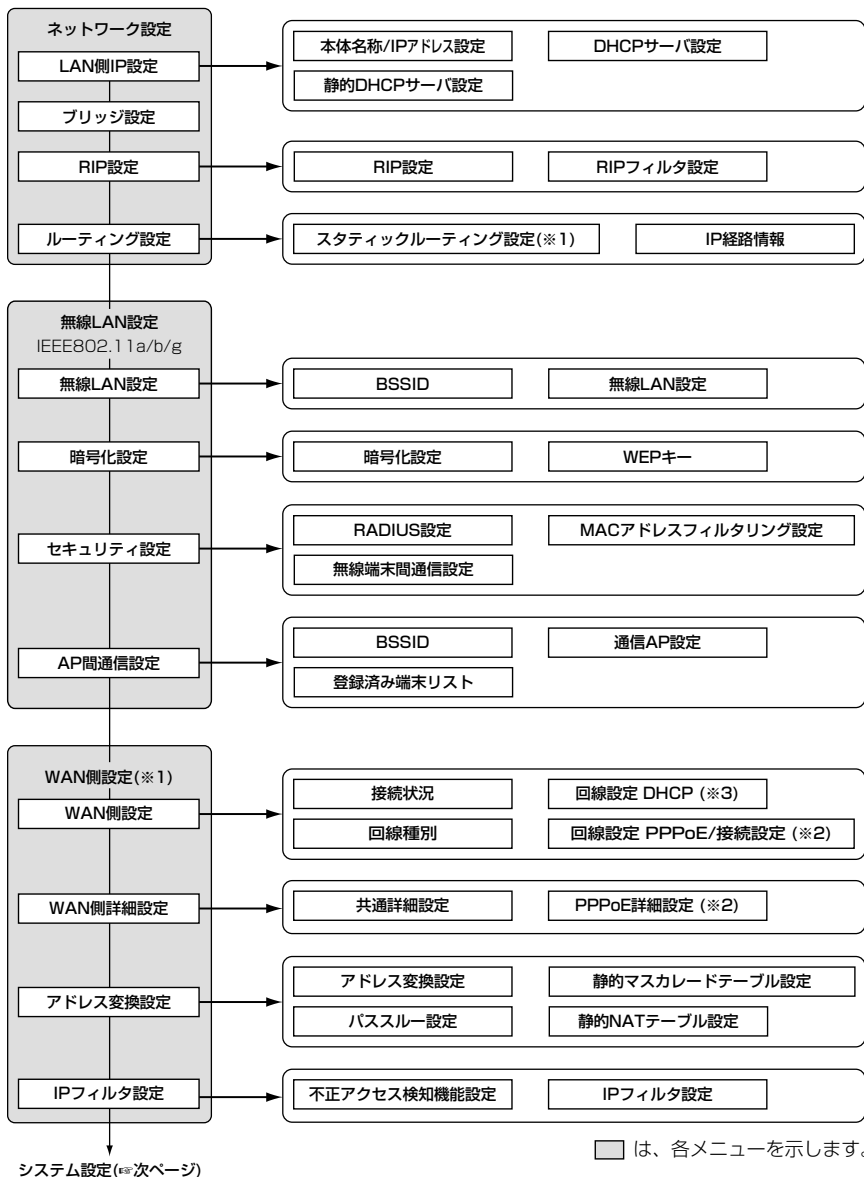 ネットワーク設定
LAN側IP設定
本体名称/IPアドレス設定
DHCPサーバ設定
静的DHCPサーバ設定
ブリッジ設定
RIP設定
RIP設定
RIPフィルタ設定
ルーティング設定
スタティックルーティング設定(※1)
IP経路情報
無線LAN設定
IEEE802.11a/b/g
無線LAN設定
BSSID
無線LAN設定
暗号化設定
暗号化設定
WEPキー
セキュリティ設定
RADIUS設定
MACアドレスフィルタリング設定
無線端末間通信設定
AP間通信設定
BSSID
通信AP設定
登録済み端末リスト
WAN側設定(※1)
WAN側設定
接続状況
回線設定 DHCP (※3)
回線種別
回線設定 PPPoE/接続設定 (※2)
WAN側詳細設定
共通詳細設定
PPPoE詳細設定 (※2)
アドレス変換設定
アドレス変換設定
静的マスカレードテーブル設定
パススルー設定
静的NATテーブル設定
IPフィルタ設定
不正アクセス検知機能設定
IPフィルタ設定
は、各メニューを示します。
システム設定(☞次ページ)